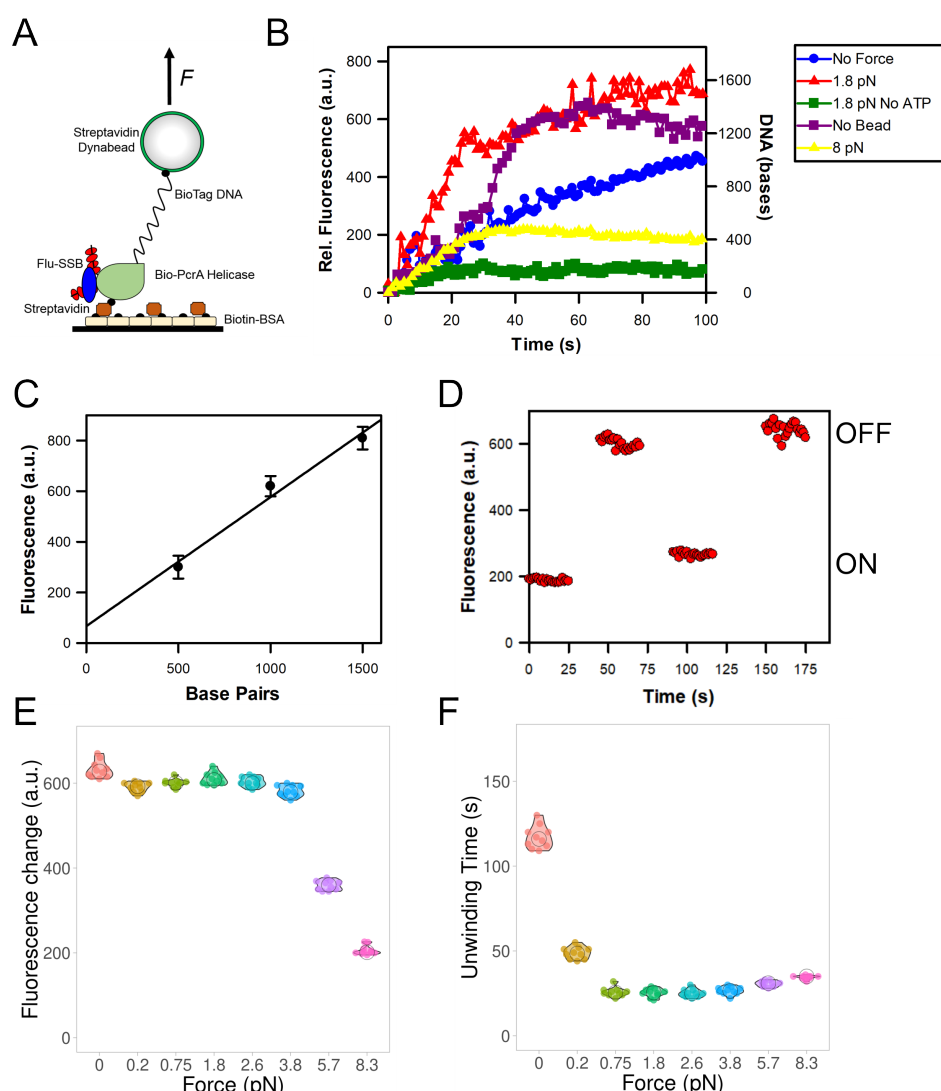 A
F
Streptavidin
Dynabead
BioTag DNA
Flu-SSB
Bio-PcrA Helicase
Streptavidin
Biotin-BSA
B
Rel. Fluorescence (a.u.)
800
600
400
200
0
0 20 40 60 80 100
Time (s)
1600
1200
800
400
0
DNA (bases)
No Force
1.8 pN
1.8 pN No ATP
No Bead
8 pN
C
Fluorescence (a.u.)
800
600
400
200
0
0 500 1000 1500
Base Pairs
D
Fluorescence (a.u.)
600
400
200
0
0 25 50 75 100 125 150 175
Time (s)
OFF
ON
E
Fluorescence change (a.u.)
600
400
200
0
0 0.2 0.75 1.8 2.6 3.8 5.7 8.3
Force (pN)
F
Unwinding Time (s)
150
100
50
0
0 0.2 0.75 1.8 2.6 3.8 5.7 8.3
Force (pN)